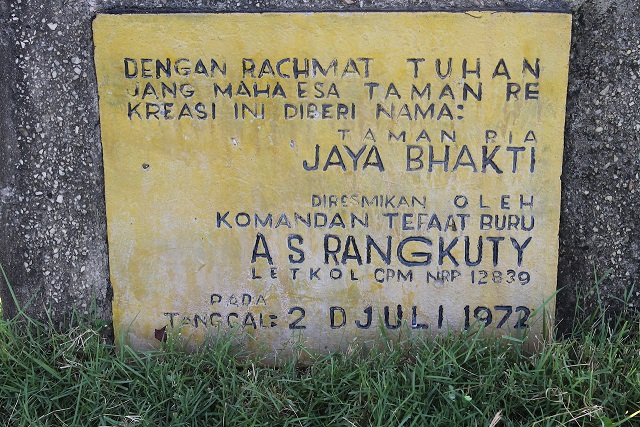 DENGAN RACHMAT TUHAN
JANG MAHA ESA TAMAN RE
KREASI INI DIBERI NAMA:
TAMAN RIA
JAYA BHAKTI
DIRESMIKAN OLEH
KOMANDAN TEFAAT BURU
A S RANGKUTY
LETKOL CPM NRP 12839
PADA
TANGGAL: 2 DJULI 1972